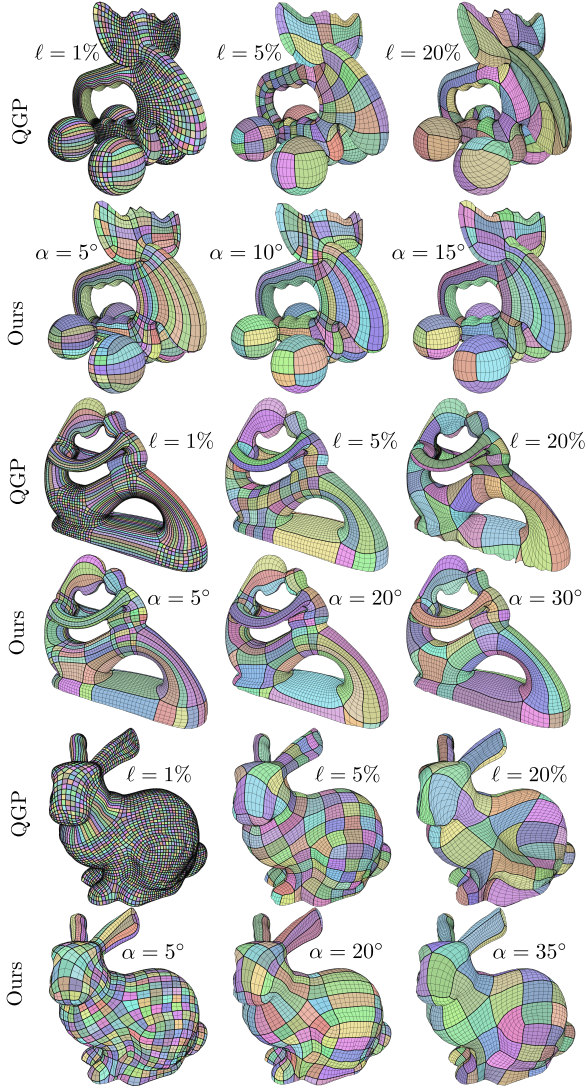 ℓ = 1% ℓ = 5% ℓ = 20%
QGP
α = 5° α = 10° α = 15°
Ours
ℓ = 1% ℓ = 5% ℓ = 20%
QGP
α = 5° α = 20° α = 30°
Ours
ℓ = 1% ℓ = 5% ℓ = 20%
QGP
α = 5° α = 20° α = 35°
Ours